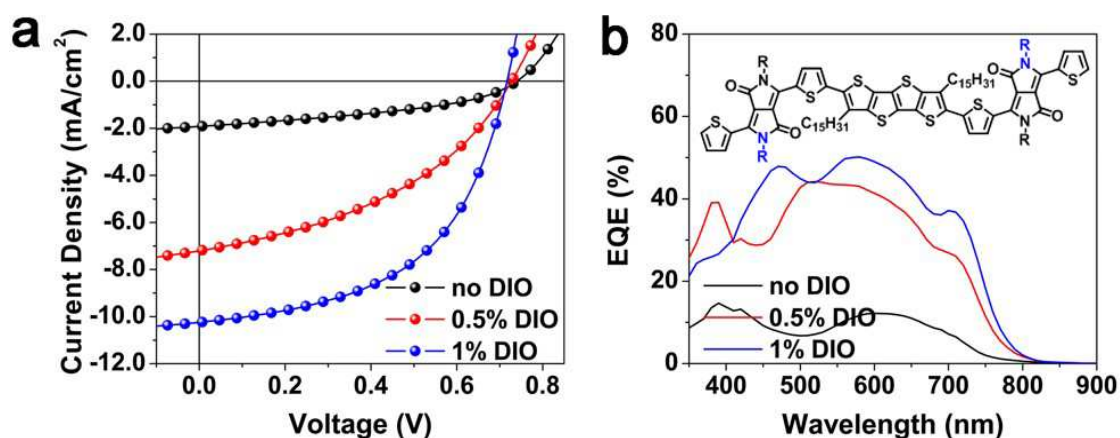 a
Current Density (mA/cm²)
2.0
0.0
-2.0
-4.0
-6.0
-8.0
-10.0
-12.0
no DIO
0.5% DIO
1% DIO
0.0 0.2 0.4 0.6 0.8
Voltage (V)
b
EQE (%)
80
60
40
20
0
R
N
O
S
S
S
C₁₅H₃₁
R
N
S
O
S
N
R
O
C₁₅H₃₁
S
S
S
O
N
R
no DIO
0.5% DIO
1% DIO
400 500 600 700 800 900
Wavelength (nm)